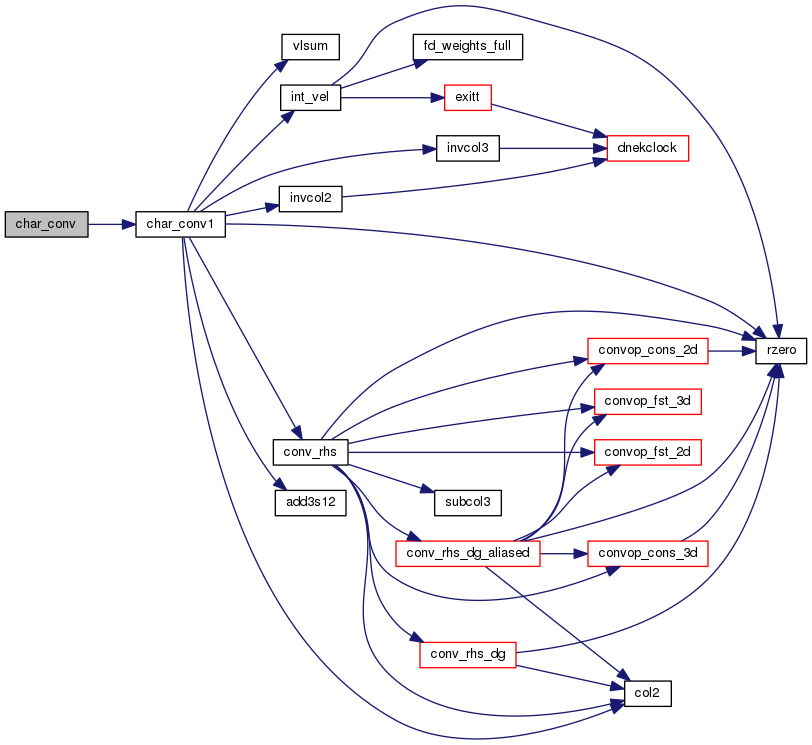 vlsum
fd_weights_full
int_vel
exitt
invcol3
dnekclock
invcol2
char_conv
char_conv1
rzero
convop_cons_2d
convop_fst_3d
conv_rhs
convop_fst_2d
add3s12
subcol3
conv_rhs_dg_aliased
convop_cons_3d
conv_rhs_dg
col2